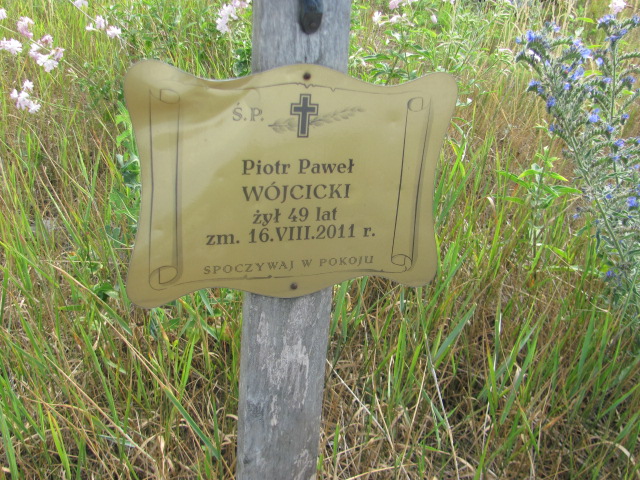 Ś.P.
Piotr Paweł
WÓJCICKI
żył 49 lat
zm. 16.VIII.2011 r.
SPOCZYWAJ W POKOJU